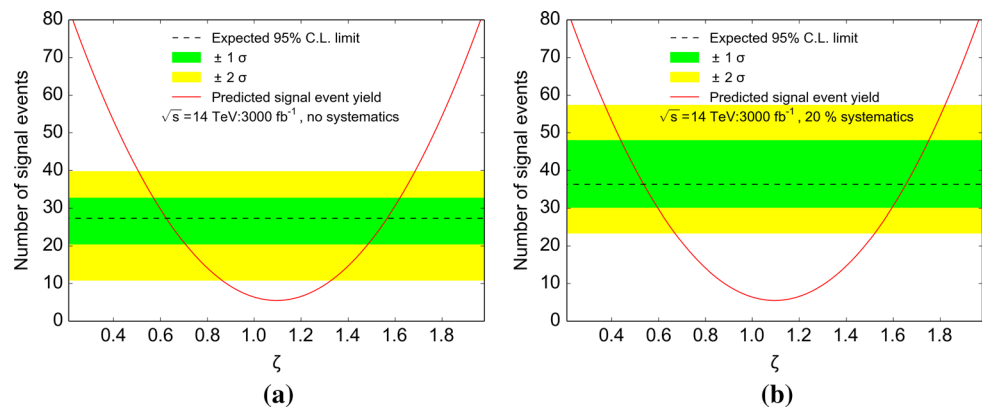 80
70
60
50
40
30
20
10
0
Number of signal events
Expected 95% C.L. limit
± 1 σ
± 2 σ
Predicted signal event yield
√s =14 TeV:3000 fb⁻¹ , no systematics
0.4 0.6 0.8 1.0 1.2 1.4 1.6 1.8
ζ
(a)
80
70
60
50
40
30
20
10
0
Number of signal events
Expected 95% C.L. limit
± 1 σ
± 2 σ
Predicted signal event yield
√s =14 TeV:3000 fb⁻¹ , 20 % systematics
0.4 0.6 0.8 1.0 1.2 1.4 1.6 1.8
ζ
(b)